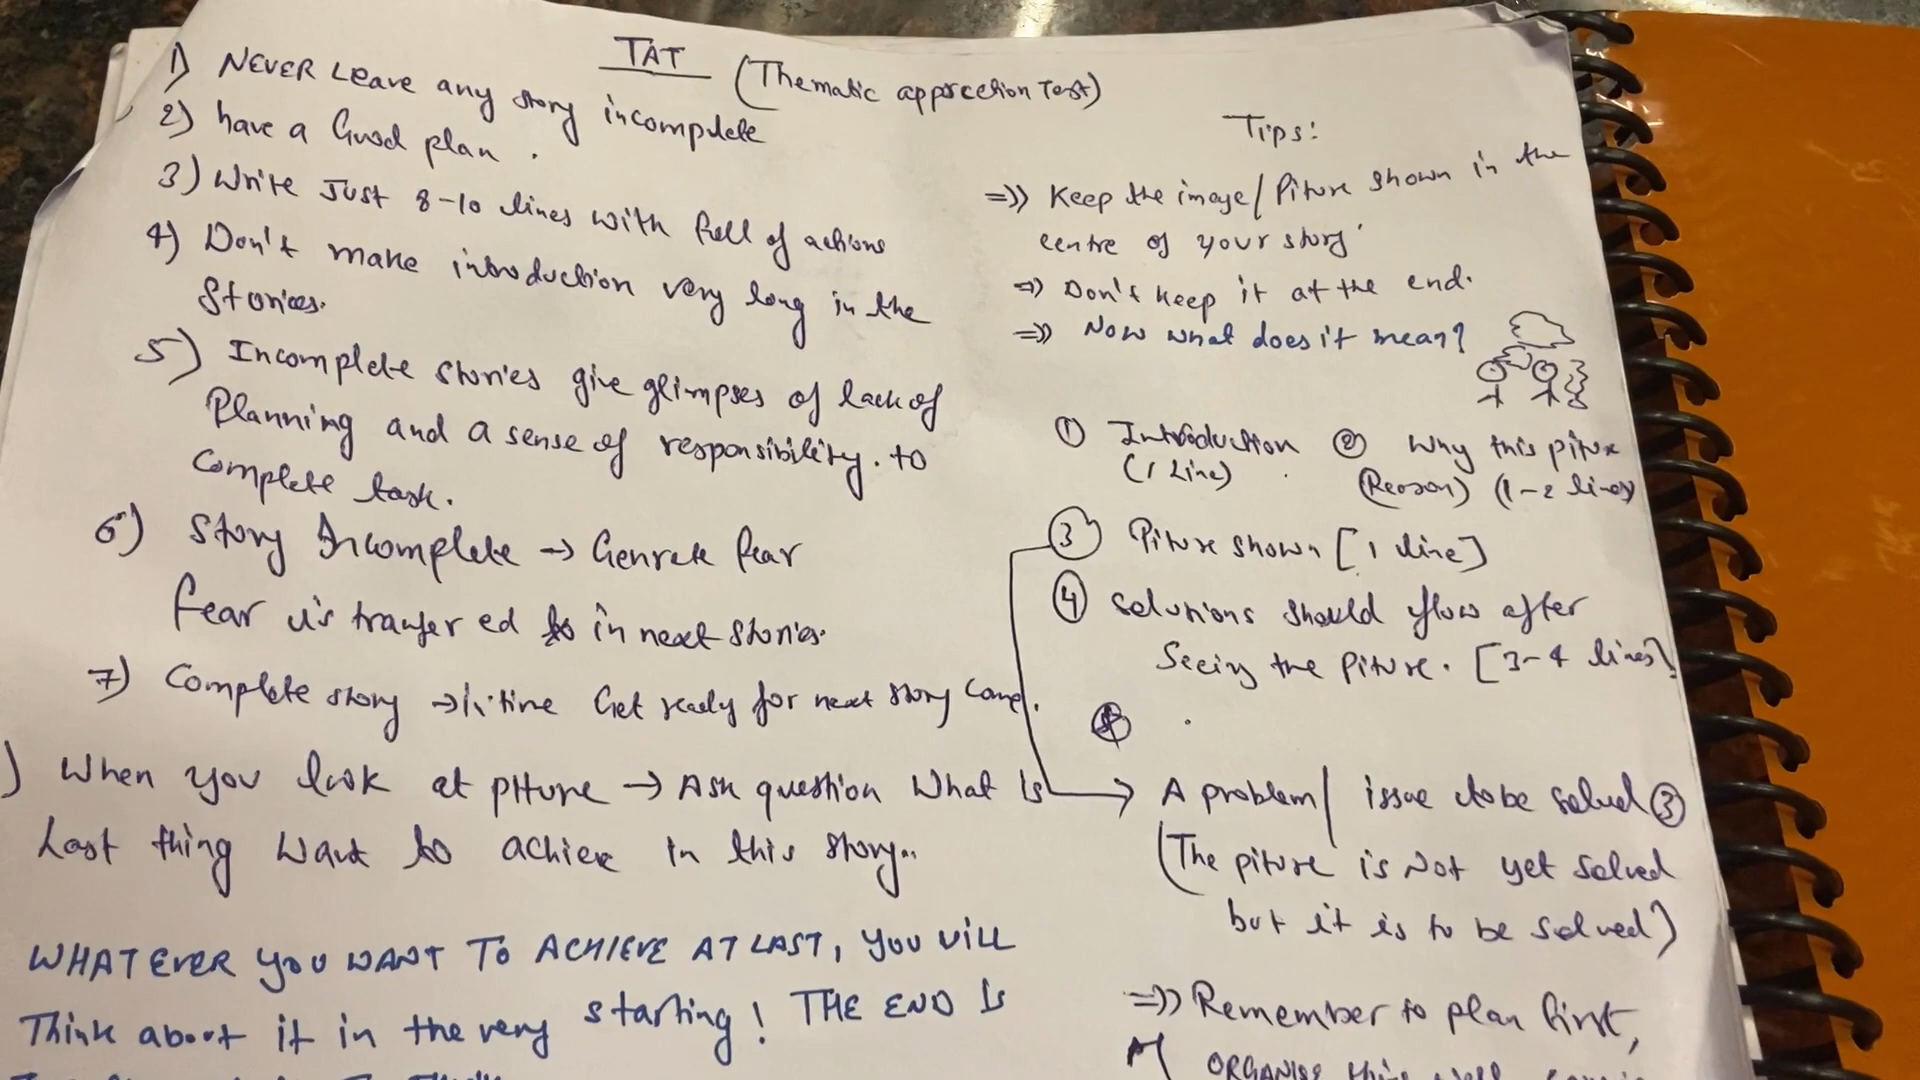 TAT (Thematic apprcetion Test)
1) NEVER Leave any story incomplete
2) have a Good plan.
3) Write Just 8-10 lines with full of actions
4) Don't make introduction very long in the
Stories.
5) Incomplete stories give glimpses of lack of
Planning and a sense of responsibility. to
complete task.
6) Story Incomplete → Genrate fear
fear is tranfer ed to in next stories.
7) Complete story → in time Get ready for next story
) When you look at piture → Ask question What is
Last thing want to achieve in this story..
WHATEVER YOU WANT TO ACHIEVE AT LAST, YOU WILL
Think about it in the very starting! THE END Is
Tips:
=>> Keep the image/Piture shown in the
centre of your story.
=> Don't keep it at the end.
=>> Now what does it mean?
① Introduction ② Why this piture
(1 Line) (Reason) (1-2 lines)
③ Piture shown [1 line]
④ solutions should flow after
Seeing the Piture. [3-4 lines]
→ A problem/ issue to be solved ③
(The piture is Not yet solved
but it is to be solved)
=>> Remember to plan first,
ORGANISE